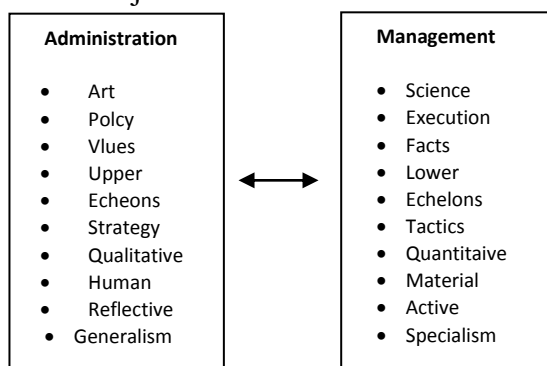 Administration
• Art
• Polcy
• Vlues
• Upper
• Echeons
• Strategy
• Qualitative
• Human
• Reflective
• Generalism
Management
• Science
• Execution
• Facts
• Lower
• Echelons
• Tactics
• Quantitaive
• Material
• Active
• Specialism